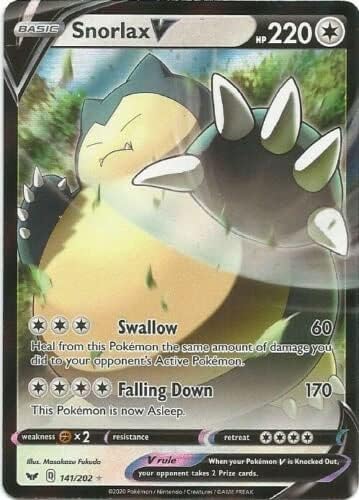 BASIC Snorlax V HP 220
Swallow 60
Heal from this Pokémon the same amount of damage you
did to your opponent's Active Pokémon.
Falling Down 170
This Pokémon is now Asleep.
weakness x2 resistance retreat
Illus. Masakazu Fukuda V rule When your Pokémon V is Knocked Out,
D 141/202 ★ your opponent takes 2 Prize cards.
©2020 Pokémon / Nintendo / Creatures / GAME FREAK